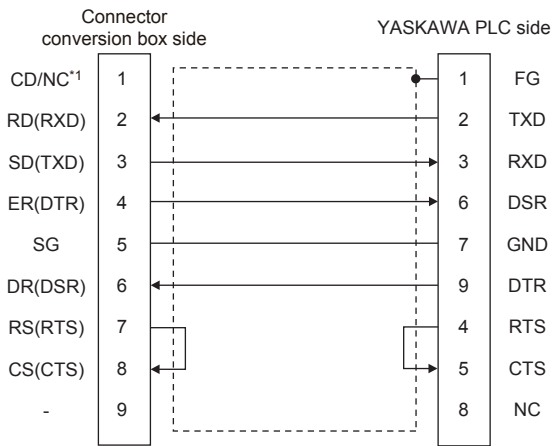 Connector
conversion box side
YASKAWA PLC side
CD/NC*1 1 1 FG
RD(RXD) 2 2 TXD
SD(TXD) 3 3 RXD
ER(DTR) 4 6 DSR
SG 5 7 GND
DR(DSR) 6 9 DTR
RS(RTS) 7 4 RTS
CS(CTS) 8 5 CTS
- 9 8 NC